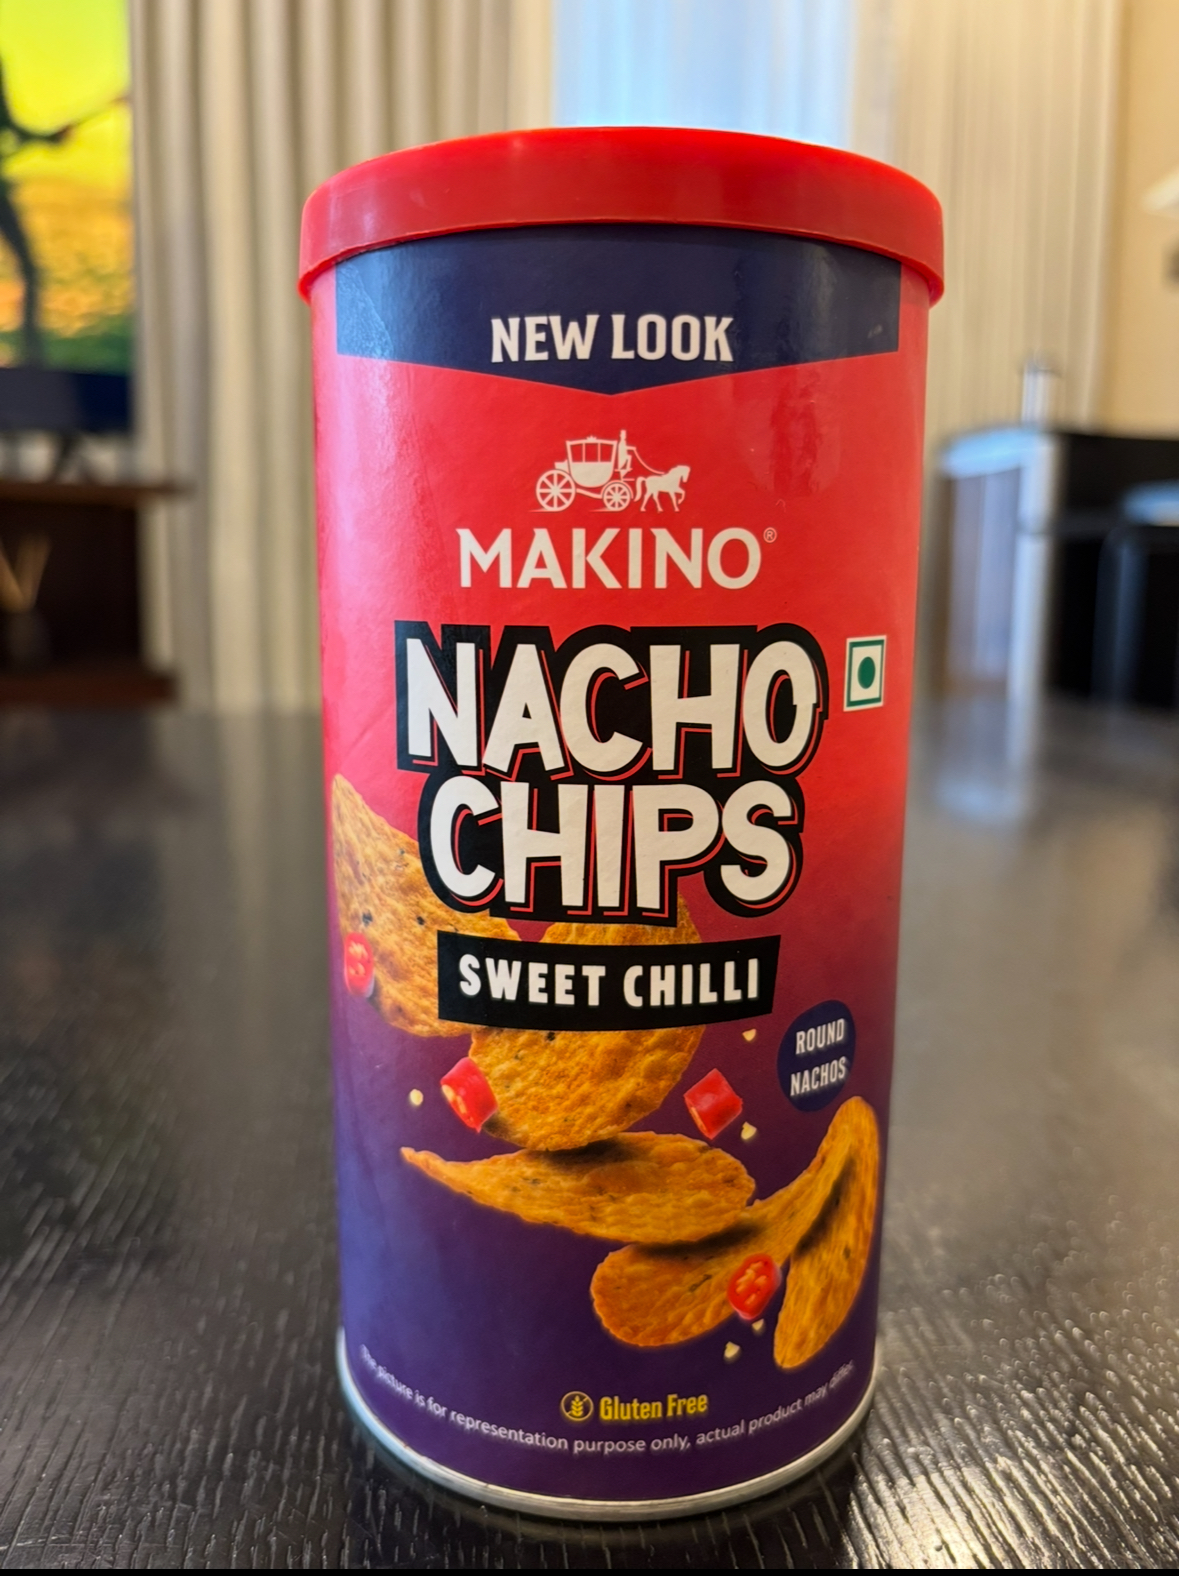 NEW LOOK
MAKINO®
NACHO
CHIPS
SWEET CHILLI
ROUND
NACHOS
Gluten Free
The picture is for representation purpose only, actual product may differ.